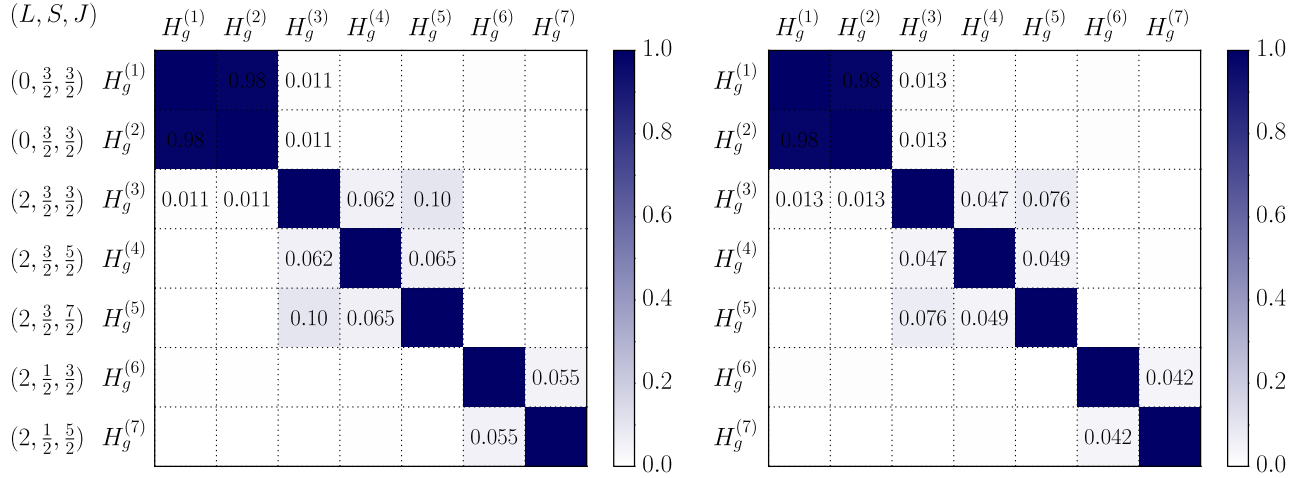 (L, S, J) H_g^{(1)} H_g^{(2)} H_g^{(3)} H_g^{(4)} H_g^{(5)} H_g^{(6)} H_g^{(7)} H_g^{(1)} H_g^{(2)} H_g^{(3)} H_g^{(4)} H_g^{(5)} H_g^{(6)} H_g^{(7)}
1.0 1.0
(0, 3/2, 3/2) H_g^{(1)} 0.98 0.011 H_g^{(1)} 0.98 0.013
0.8 0.8
(0, 3/2, 3/2) H_g^{(2)} 0.98 0.011 H_g^{(2)} 0.98 0.013
(2, 3/2, 3/2) H_g^{(3)} 0.011 0.011 0.062 0.10 H_g^{(3)} 0.013 0.013 0.047 0.076
0.6 0.6
(2, 3/2, 5/2) H_g^{(4)} 0.062 0.065 H_g^{(4)} 0.047 0.049
0.4 0.4
(2, 3/2, 7/2) H_g^{(5)} 0.10 0.065 H_g^{(5)} 0.076 0.049
(2, 1/2, 3/2) H_g^{(6)} 0.055 H_g^{(6)} 0.042
0.2 0.2
(2, 1/2, 5/2) H_g^{(7)} 0.055 H_g^{(7)} 0.042
0.0 0.0